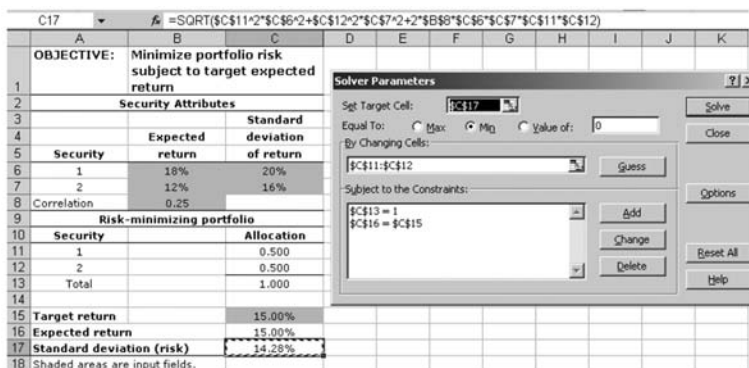 C17 fx =SQRT($C$11^2*$C$6^2+$C$12^2*$C$7^2+2*$B$8*$C$6*$C$7*$C$11*$C$12)
A B C D E F G H I J K
1 OBJECTIVE: Minimize portfolio risk
subject to target expected
return
2 Security Attributes
3 Standard
4 Expected deviation
5 Security return of return
6 1 18% 20%
7 2 12% 16%
8 Correlation 0.25
9 Risk-minimizing portfolio
10 Security Allocation
11 1 0.500
12 2 0.500
13 Total 1.000
14
15 Target return 15.00%
16 Expected return 15.00%
17 Standard deviation (risk) 14.28%
18 Shaded areas are input fields.
Solver Parameters
Set Target Cell: $C$17 Solve
Equal To: Max Min Value of: 0 Close
By Changing Cells:
$C$11:$C$12 Guess
Subject to the Constraints: Options
$C$13 = 1 Add
$C$16 = $C$15
Change
Reset All
Delete
Help